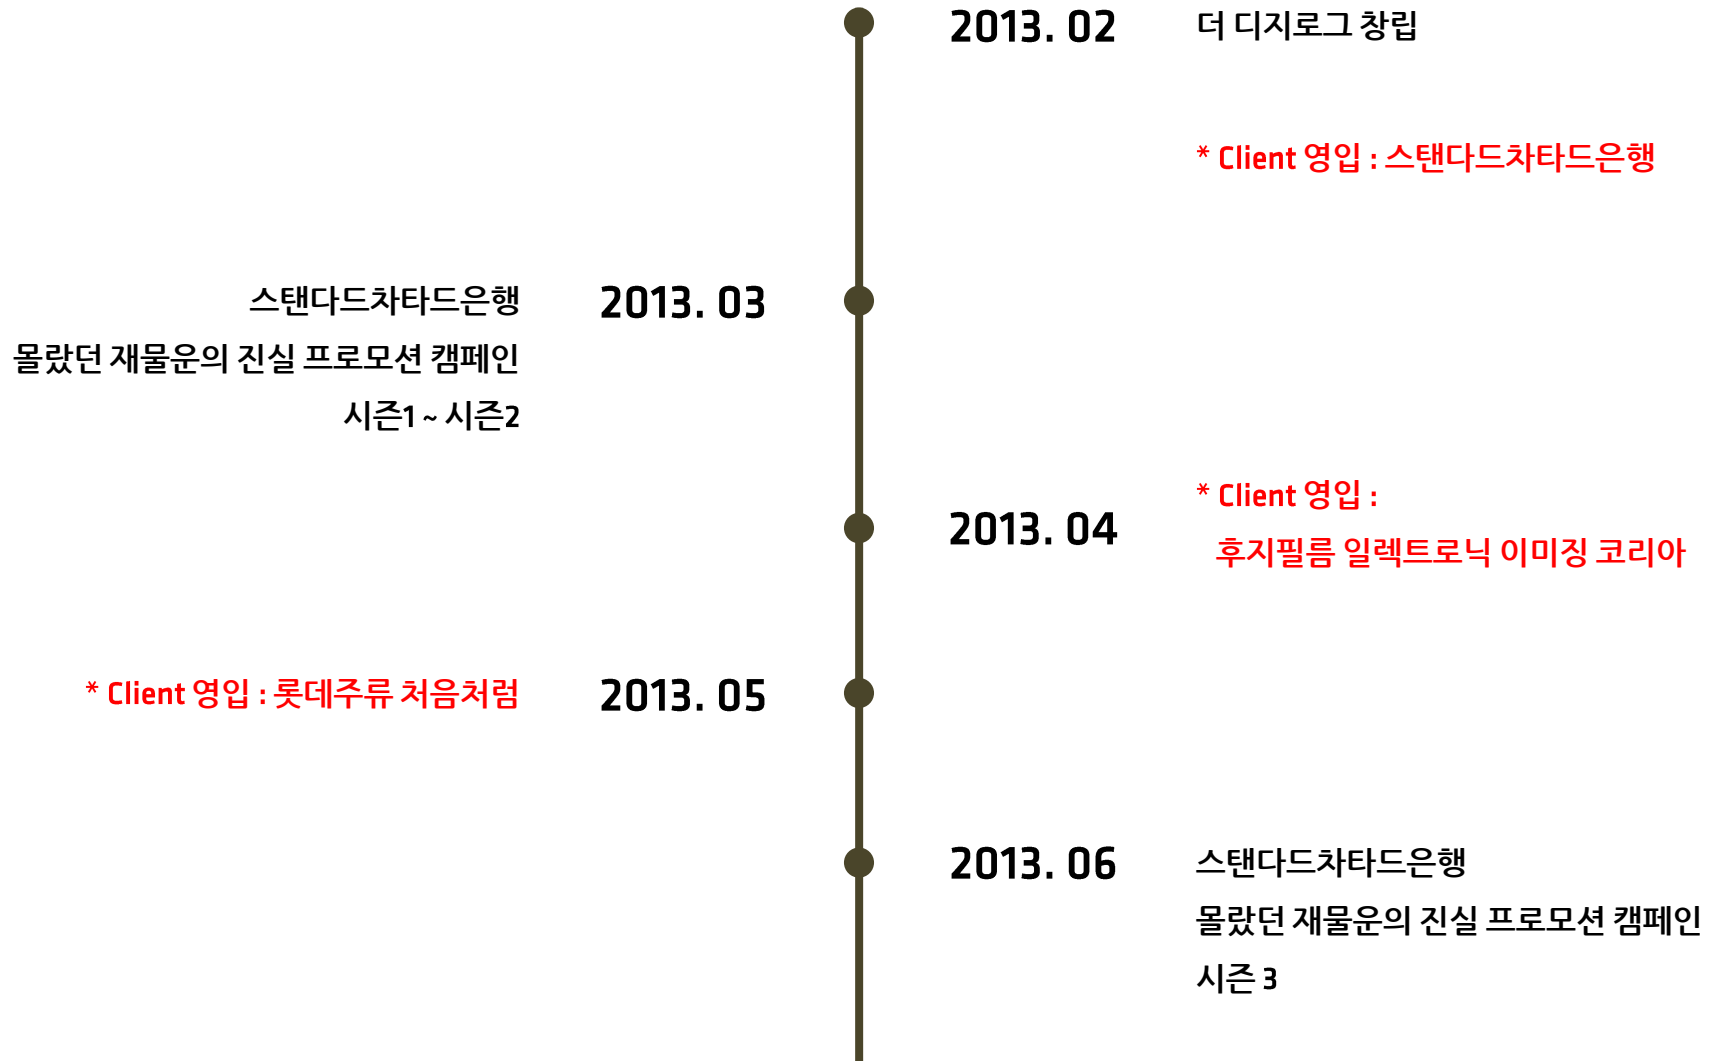 2013. 02
더 디지로그 창립
* Client 영입 : 스탠다드차타드은행
2013. 03
스탠다드차타드은행
몰랐던 재물운의 진실 프로모션 캠페인
시즌1 ~ 시즌2
2013. 04
* Client 영입 :
후지필름 일렉트로닉 이미징 코리아
2013. 05
* Client 영입 : 롯데주류 처음처럼
2013. 06
스탠다드차타드은행
몰랐던 재물운의 진실 프로모션 캠페인
시즌 3